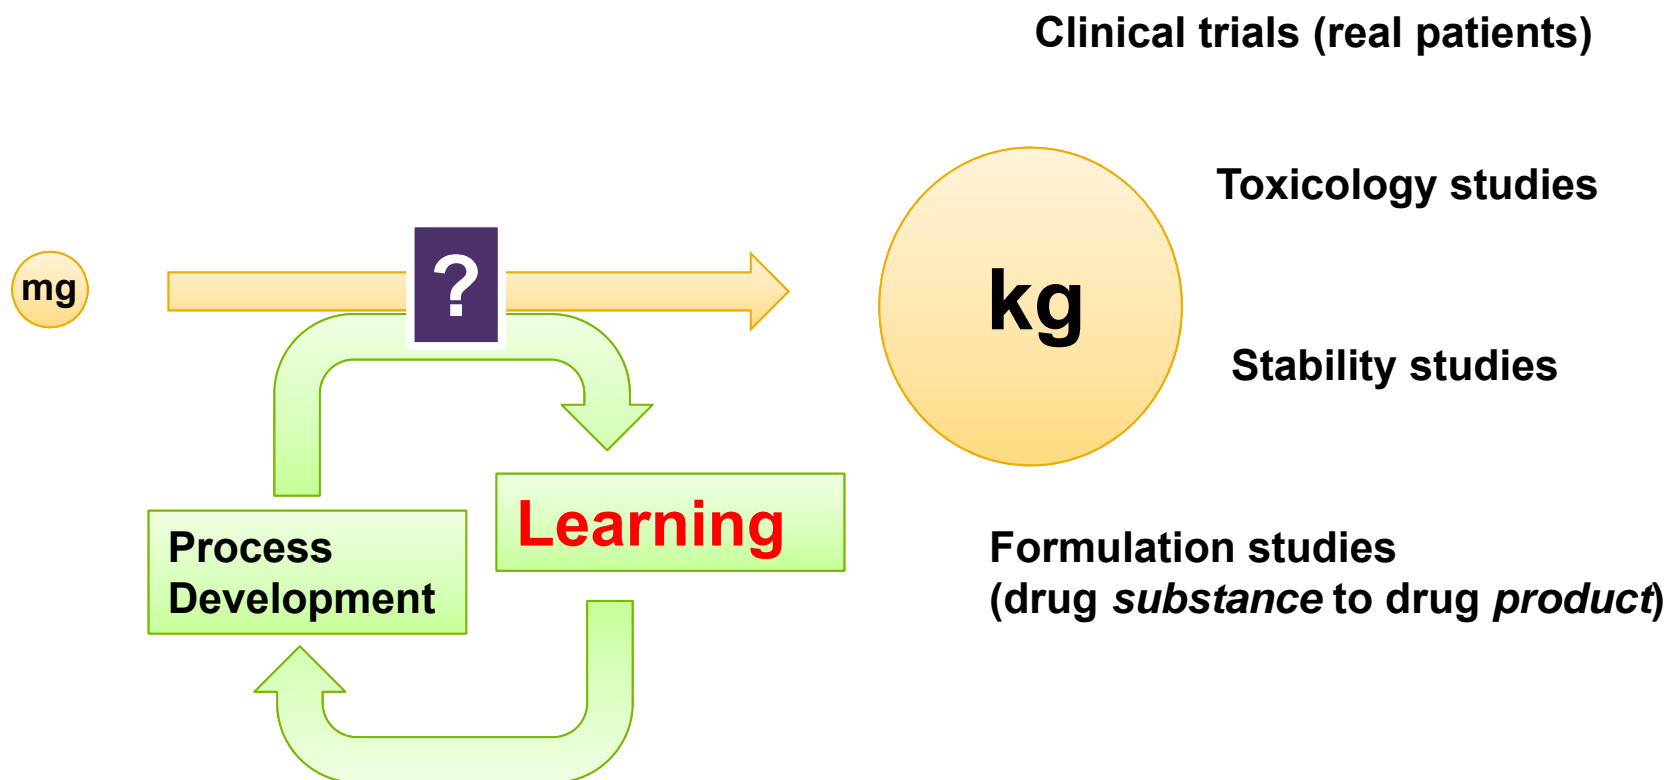 Clinical trials (real patients)
Toxicology studies
mg
?
kg
Stability studies
Learning
Process
Development
Formulation studies
(drug substance to drug product)